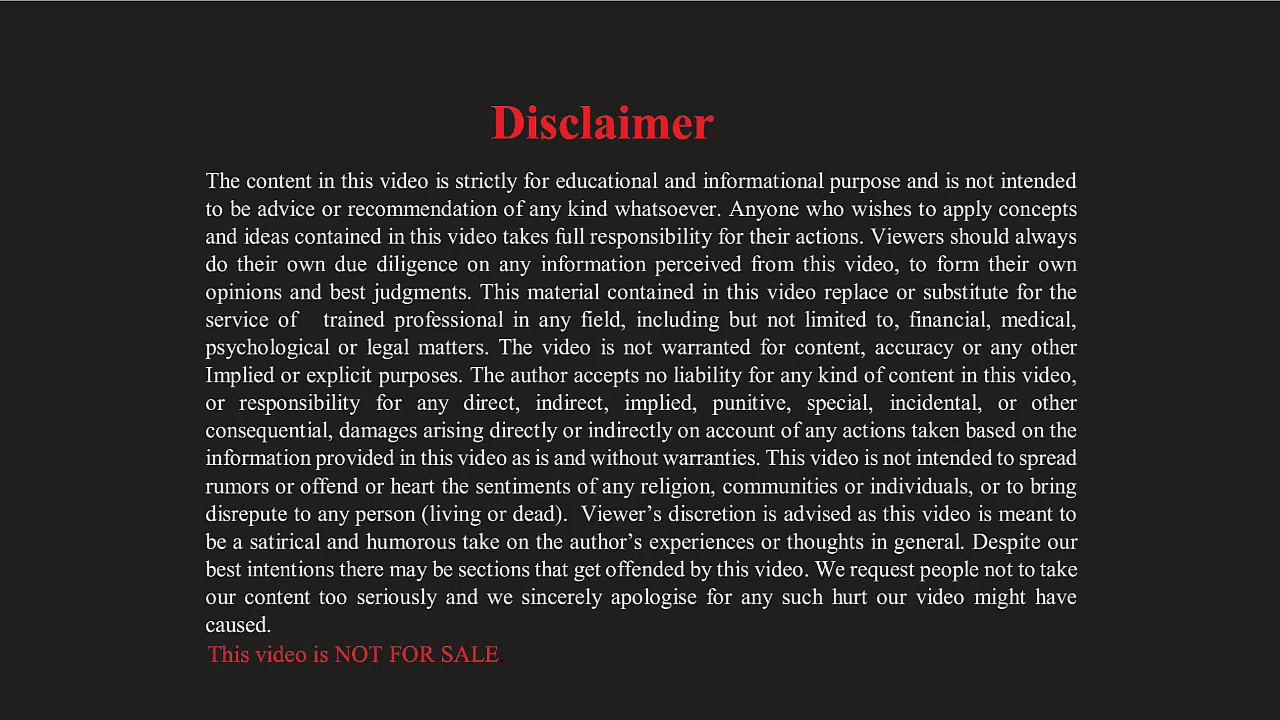 Disclaimer
The content in this video is strictly for educational and informational purpose and is not intended
to be advice or recommendation of any kind whatsoever. Anyone who wishes to apply concepts
and ideas contained in this video takes full responsibility for their actions. Viewers should always
do their own due diligence on any information perceived from this video, to form their own
opinions and best judgments. This material contained in this video replace or substitute for the
service of trained professional in any field, including but not limited to, financial, medical,
psychological or legal matters. The video is not warranted for content, accuracy or any other
Implied or explicit purposes. The author accepts no liability for any kind of content in this video,
or responsibility for any direct, indirect, implied, punitive, special, incidental, or other
consequential, damages arising directly or indirectly on account of any actions taken based on the
information provided in this video as is and without warranties. This video is not intended to spread
rumors or offend or heart the sentiments of any religion, communities or individuals, or to bring
disrepute to any person (living or dead). Viewer’s discretion is advised as this video is meant to
be a satirical and humorous take on the author’s experiences or thoughts in general. Despite our
best intentions there may be sections that get offended by this video. We request people not to take
our content too seriously and we sincerely apologise for any such hurt our video might have
caused.
This video is NOT FOR SALE